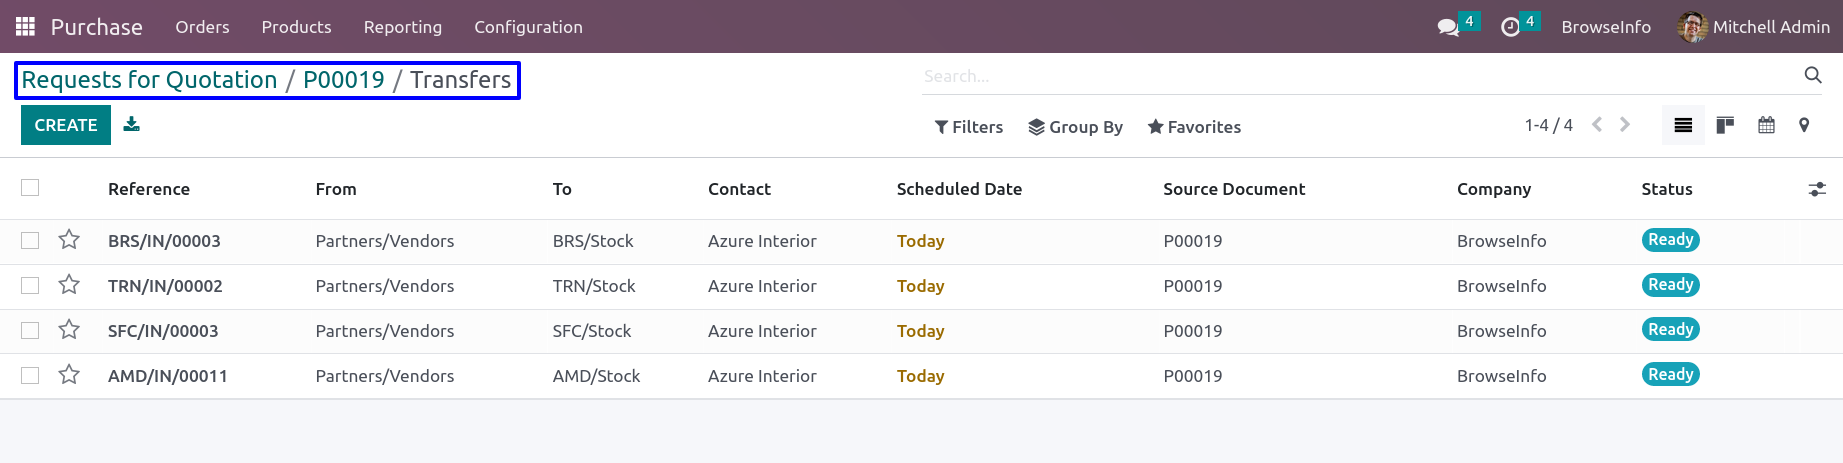 Purchase Orders Products Reporting Configuration 4 4 BrowseInfo Mitchell Admin
Requests for Quotation / P00019 / Transfers Search...
CREATE Filters Group By Favorites 1-4 / 4
Reference From To Contact Scheduled Date Source Document Company Status
BRS/IN/00003 Partners/Vendors BRS/Stock Azure Interior Today P00019 BrowseInfo Ready
TRN/IN/00002 Partners/Vendors TRN/Stock Azure Interior Today P00019 BrowseInfo Ready
SFC/IN/00003 Partners/Vendors SFC/Stock Azure Interior Today P00019 BrowseInfo Ready
AMD/IN/00011 Partners/Vendors AMD/Stock Azure Interior Today P00019 BrowseInfo Ready